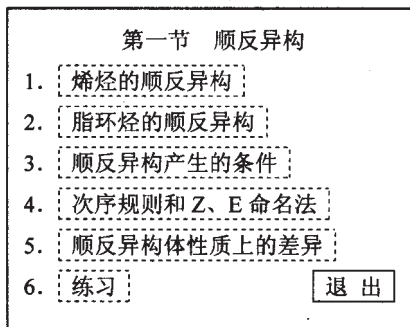 第一节 顺反异构
1. 烯烃的顺反异构
2. 脂环烃的顺反异构
3. 顺反异构产生的条件
4. 次序规则和 Z、E 命名法
5. 顺反异构体性质上的差异
6. 练习 退 出